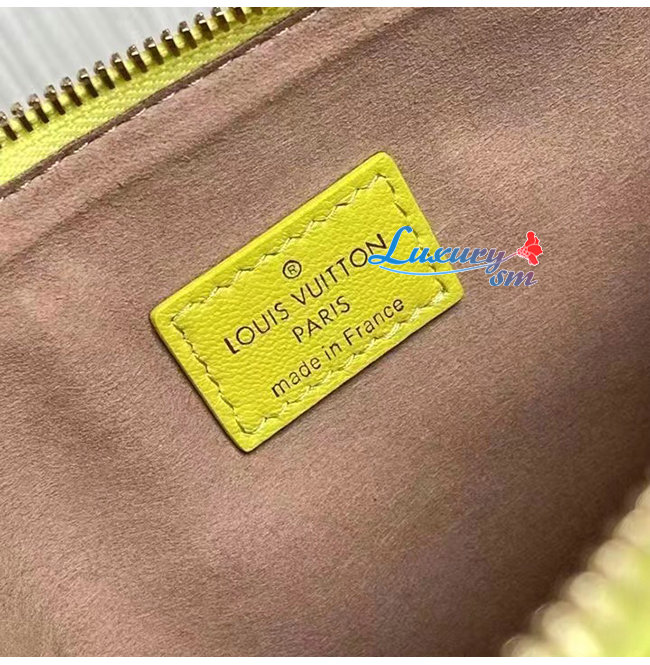 ®
LOUIS VUITTON
PARIS
made in France
Luxury
sm